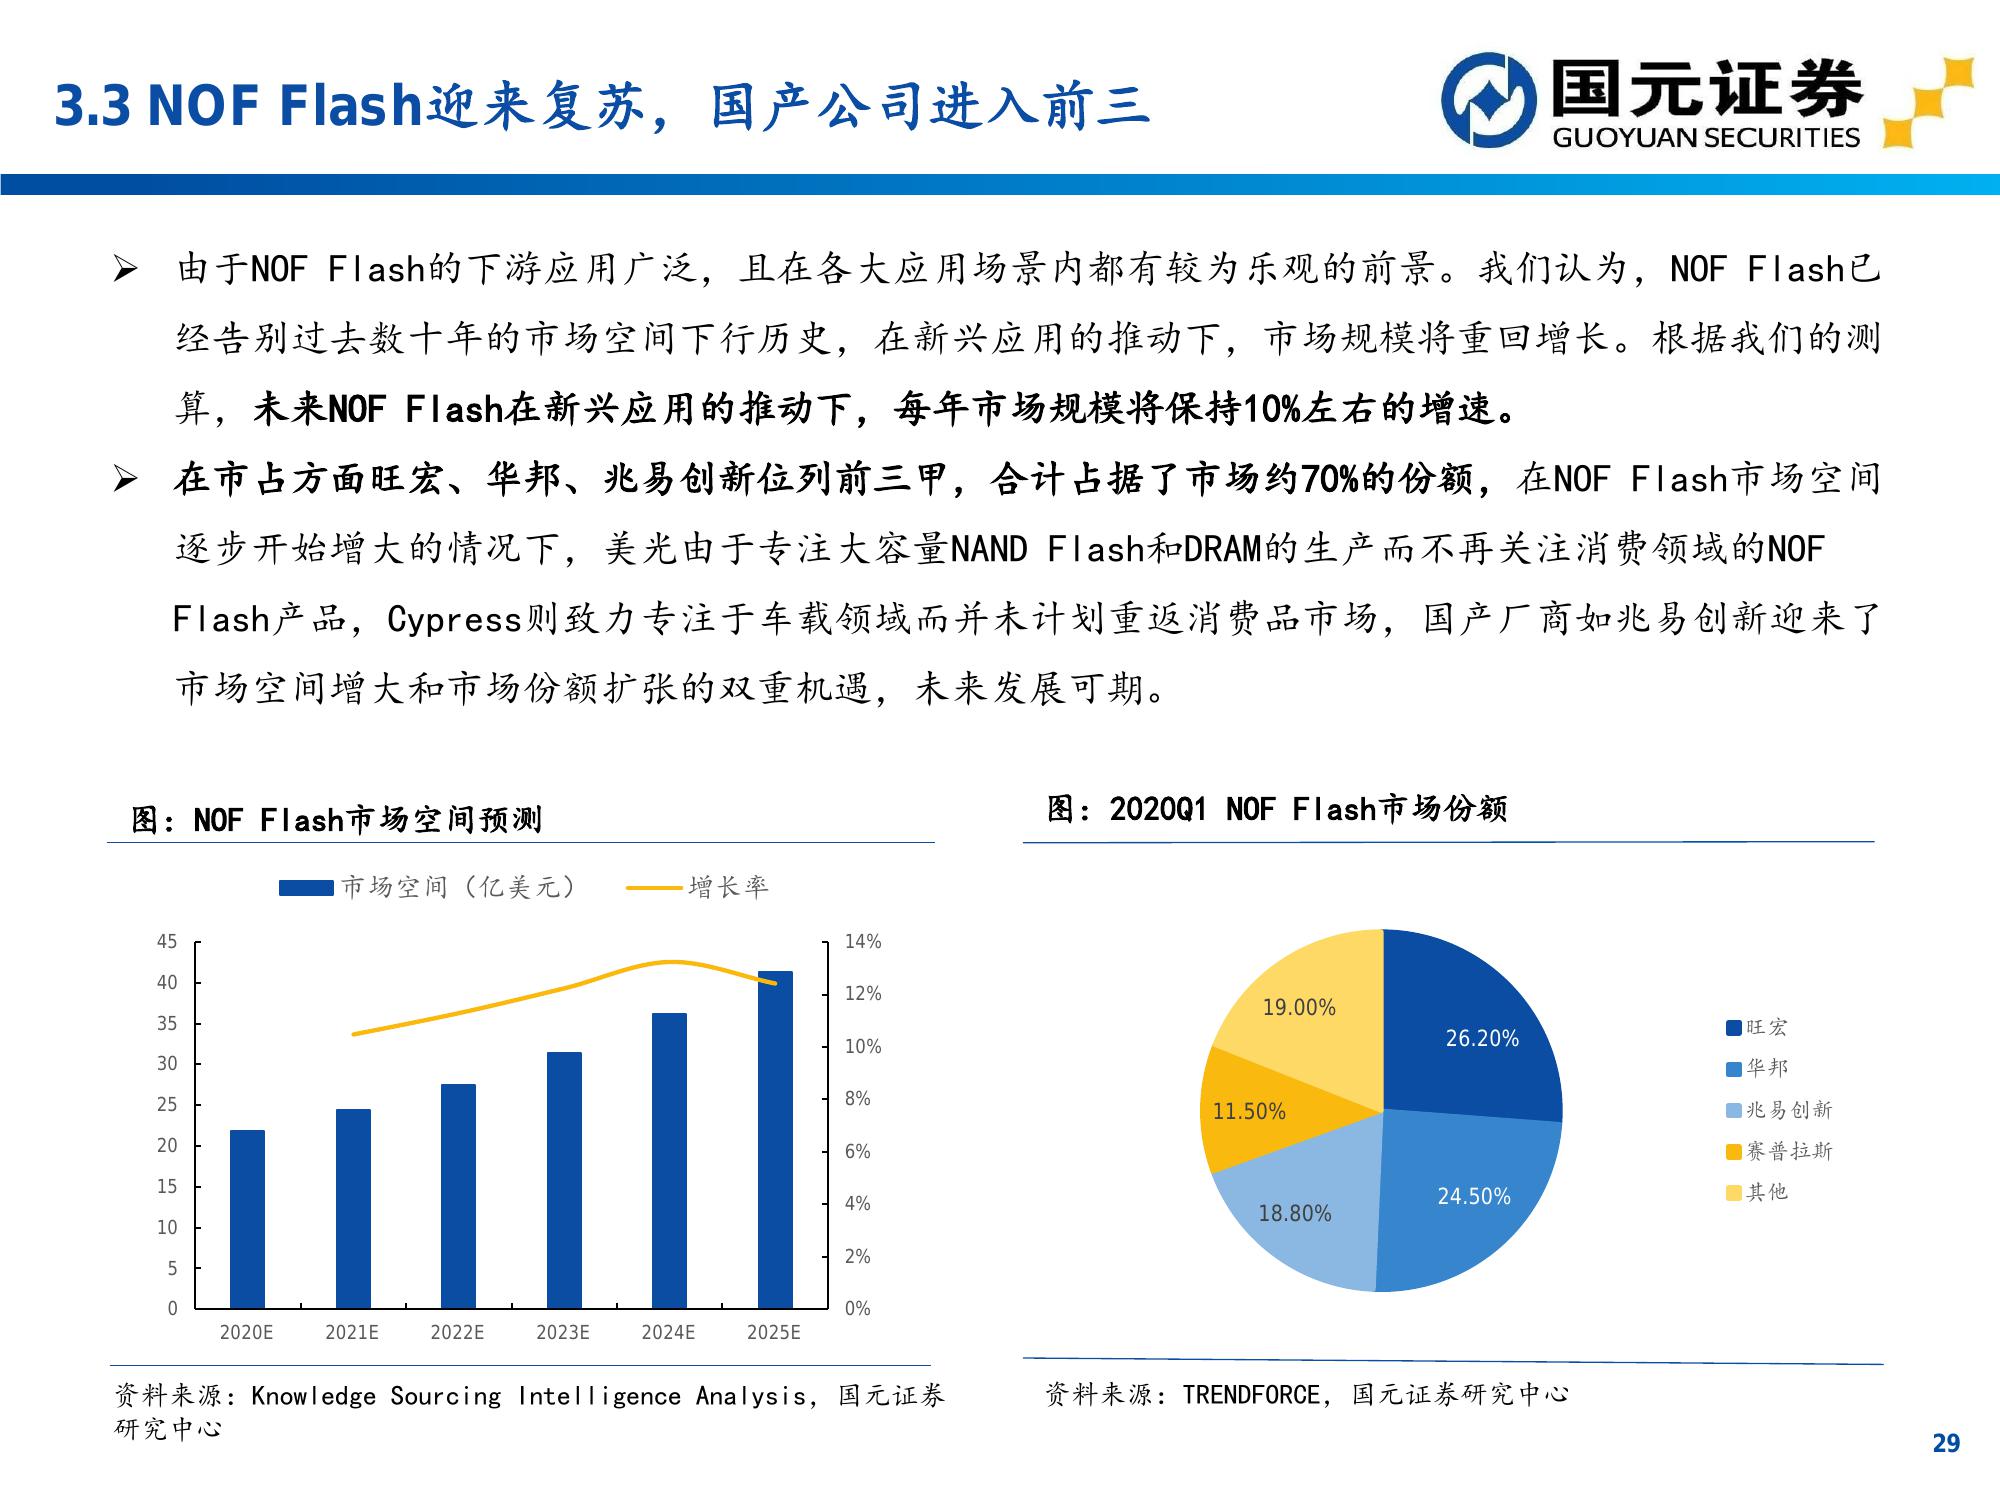 3.3 NOF Flash迎来复苏，国产公司进入前三
国元证券
GUOYUAN SECURITIES
➢ 由于NOF Flash的下游应用广泛，且在各大应用场景内都有较为乐观的前景。我们认为，NOF Flash已
经告别过去数十年的市场空间下行历史，在新兴应用的推动下，市场规模将重回增长。根据我们的测
算，未来NOF Flash在新兴应用的推动下，每年市场规模将保持10%左右的增速。
➢ 在市占方面旺宏、华邦、兆易创新位列前三甲，合计占据了市场约70%的份额，在NOF Flash市场空间
逐步开始增大的情况下，美光由于专注大容量NAND Flash和DRAM的生产而不再关注消费领域的NOF
Flash产品，Cypress则致力专注于车载领域而并未计划重返消费品市场，国产厂商如兆易创新迎来了
市场空间增大和市场份额扩张的双重机遇，未来发展可期。
图：NOF Flash市场空间预测
市场空间（亿美元） 增长率
45
40
35
30
25
20
15
10
5
0
14%
12%
10%
8%
6%
4%
2%
0%
2020E 2021E 2022E 2023E 2024E 2025E
资料来源：Knowledge Sourcing Intelligence Analysis，国元证券
研究中心
图：2020Q1 NOF Flash市场份额
26.20%
24.50%
18.80%
11.50%
19.00%
旺宏
华邦
兆易创新
赛普拉斯
其他
资料来源：TRENDFORCE，国元证券研究中心
29